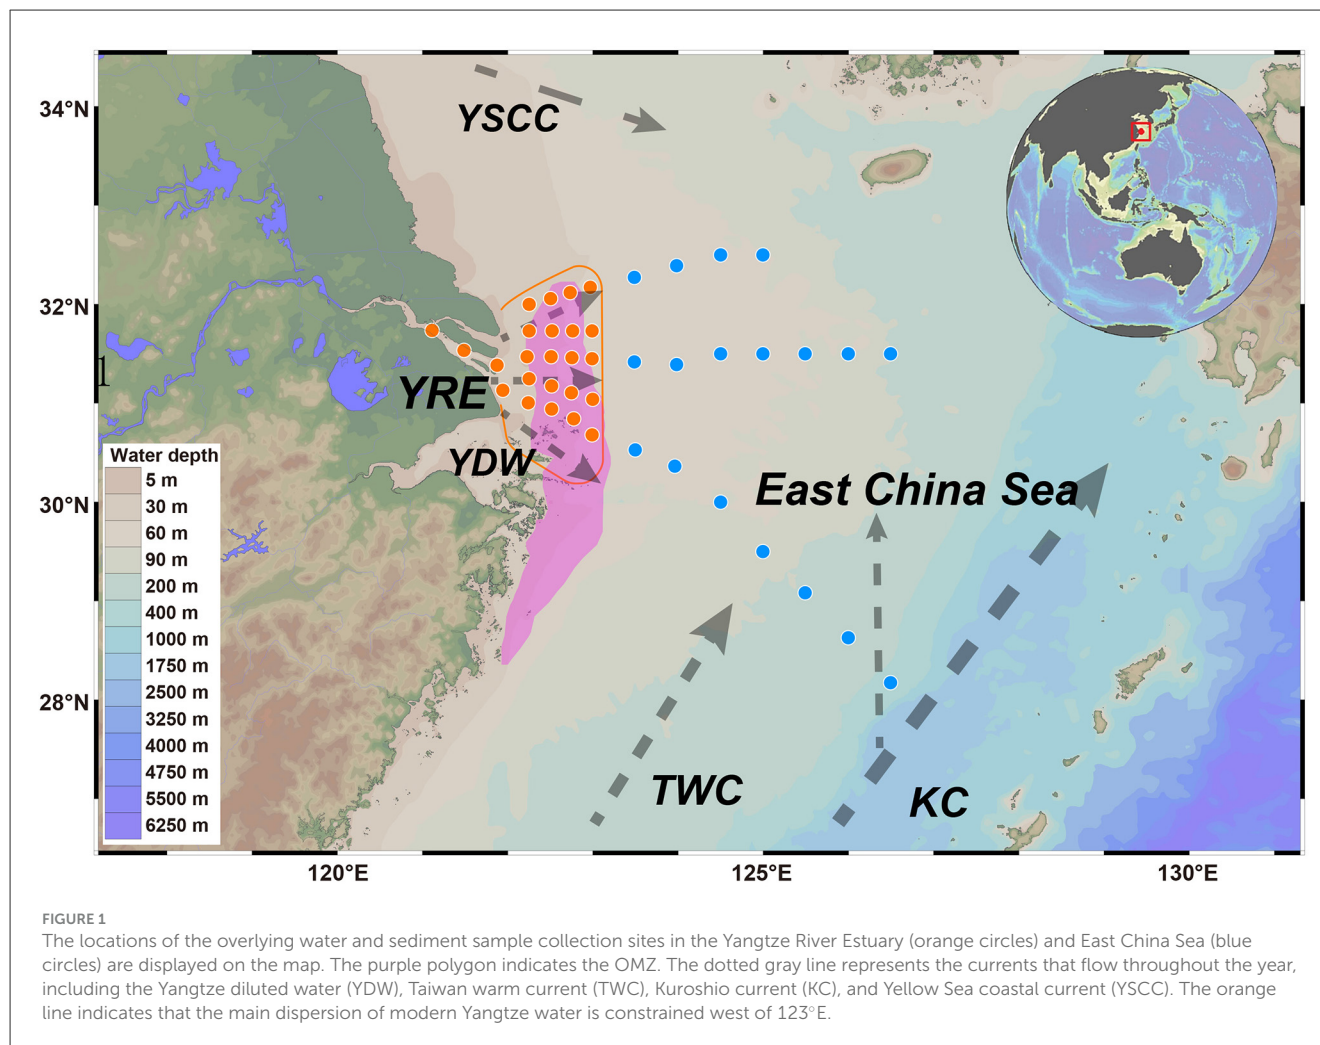 34°N
32°N
30°N
28°N
YSCC
1
YRE
YDW
East China Sea
TWC
KC
Water depth
5 m
30 m
60 m
90 m
200 m
400 m
1000 m
1750 m
2500 m
3250 m
4000 m
4750 m
5500 m
6250 m
120°E
125°E
130°E
FIGURE 1
The locations of the overlying water and sediment sample collection sites in the Yangtze River Estuary (orange circles) and East China Sea (blue
circles) are displayed on the map. The purple polygon indicates the OMZ. The dotted gray line represents the currents that flow throughout the year,
including the Yangtze diluted water (YDW), Taiwan warm current (TWC), Kuroshio current (KC), and Yellow Sea coastal current (YSCC). The orange
line indicates that the main dispersion of modern Yangtze water is constrained west of 123°E.